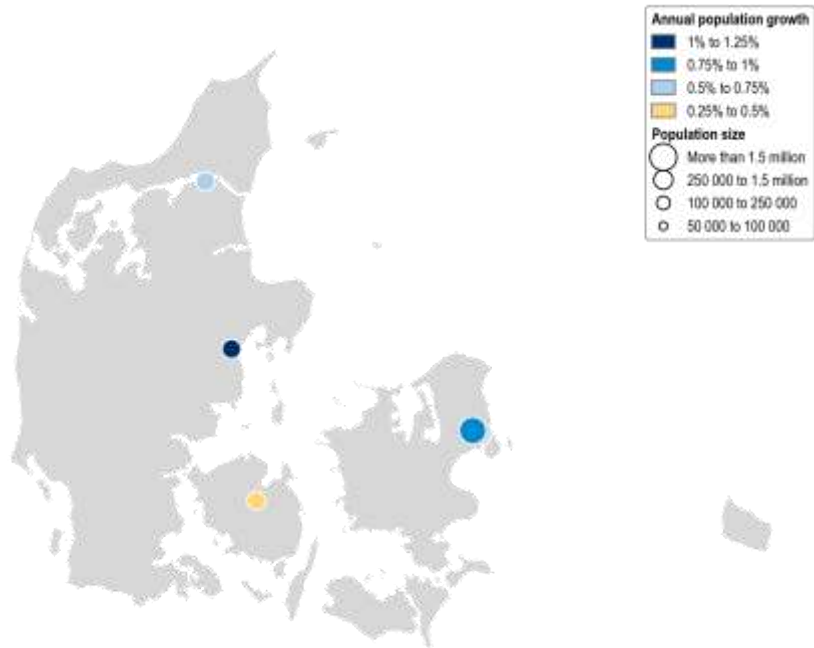 Annual population growth
1% to 1.25%
0.75% to 1%
0.5% to 0.75%
0.25% to 0.5%
Population size
More than 1.5 million
250 000 to 1.5 million
100 000 to 250 000
50 000 to 100 000